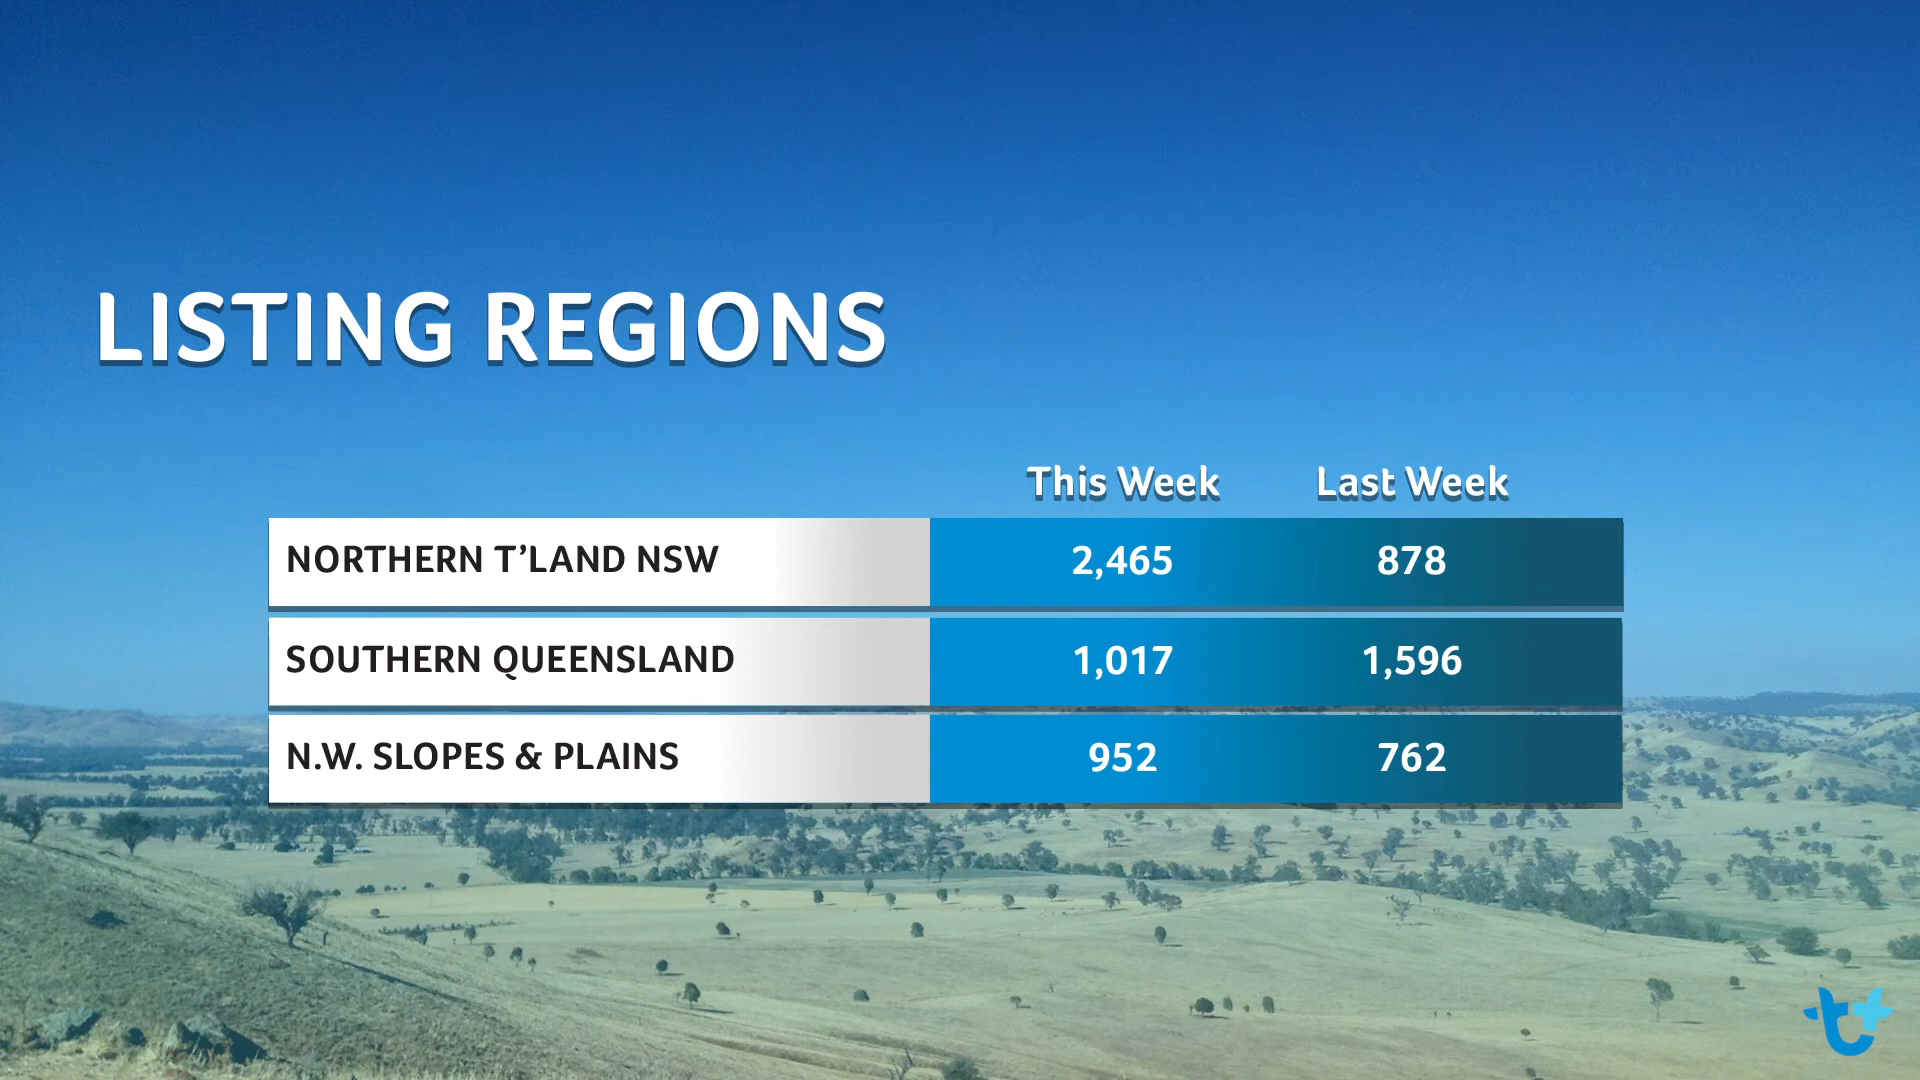 LISTING REGIONS
This Week Last Week
NORTHERN T’LAND NSW 2,465 878
SOUTHERN QUEENSLAND 1,017 1,596
N.W. SLOPES & PLAINS 952 762